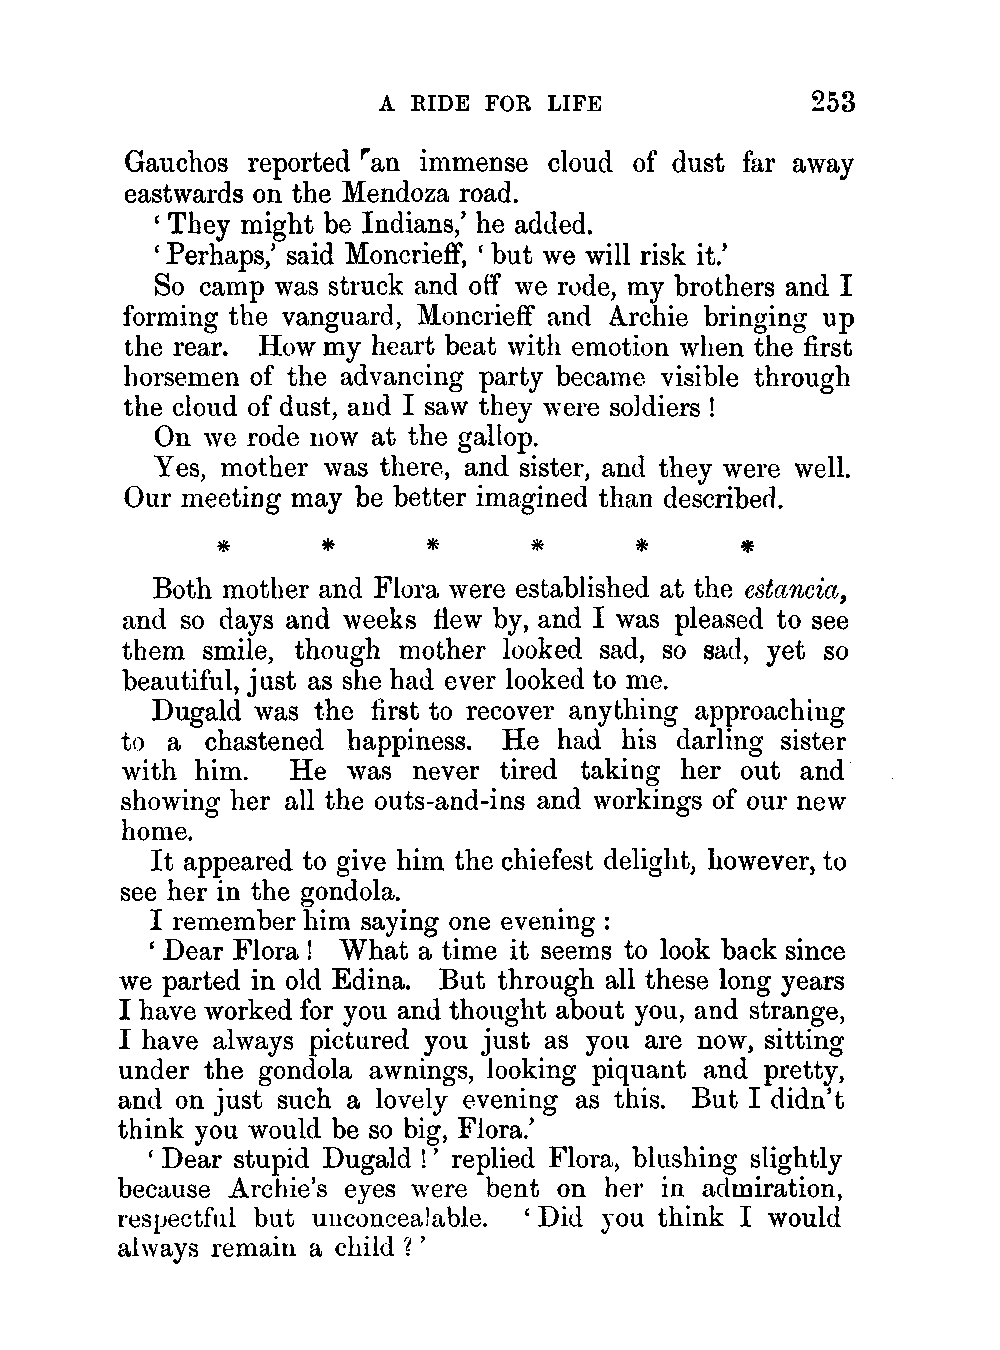 A RIDE FOR LIFE 253
Gauchos reported an immense cloud of dust far away
eastwards on the Mendoza road.
‘They might be Indians,’ he added.
‘Perhaps,’ said Moncrieff, ‘but we will risk it.’
So camp was struck and off we rode, my brothers and I
forming the vanguard, Moncrieff and Archie bringing up
the rear. How my heart beat with emotion when the first
horsemen of the advancing party became visible through
the cloud of dust, and I saw they were soldiers!
On we rode now at the gallop.
Yes, mother was there, and sister, and they were well.
Our meeting may be better imagined than described.
* * * * * *
Both mother and Flora were established at the estancia,
and so days and weeks flew by, and I was pleased to see
them smile, though mother looked sad, so sad, yet so
beautiful, just as she had ever looked to me.
Dugald was the first to recover anything approaching
to a chastened happiness. He had his darling sister
with him. He was never tired taking her out and
showing her all the outs-and-ins and workings of our new
home.
It appeared to give him the chiefest delight, however, to
see her in the gondola.
I remember him saying one evening:
‘Dear Flora! What a time it seems to look back since
we parted in old Edina. But through all these long years
I have worked for you and thought about you, and strange,
I have always pictured you just as you are now, sitting
under the gondola awnings, looking piquant and pretty,
and on just such a lovely evening as this. But I didn’t
think you would be so big, Flora.’
‘Dear stupid Dugald!’ replied Flora, blushing slightly
because Archie’s eyes were bent on her in admiration,
respectful but unconcealable. ‘Did you think I would
always remain a child?’